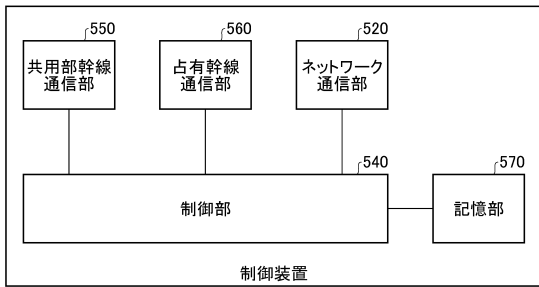 550
共用部幹線
通信部
560
占有幹線
通信部
520
ネットワーク
通信部
540
制御部
570
記憶部
制御装置